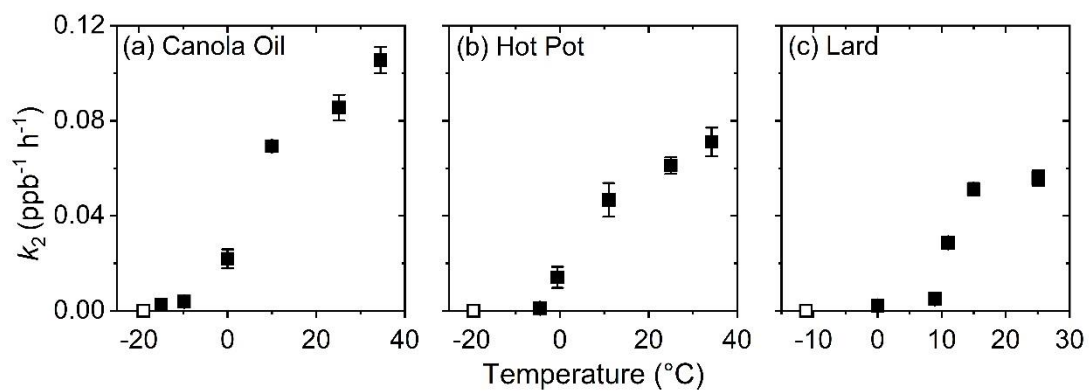 (a) Canola Oil (b) Hot Pot (c) Lard
0.12
0.08
0.04
0.00
k₂ (ppb⁻¹ h⁻¹)
-20 0 20 40 -20 0 20 40 -20 -10 0 10 20 30
Temperature (°C)